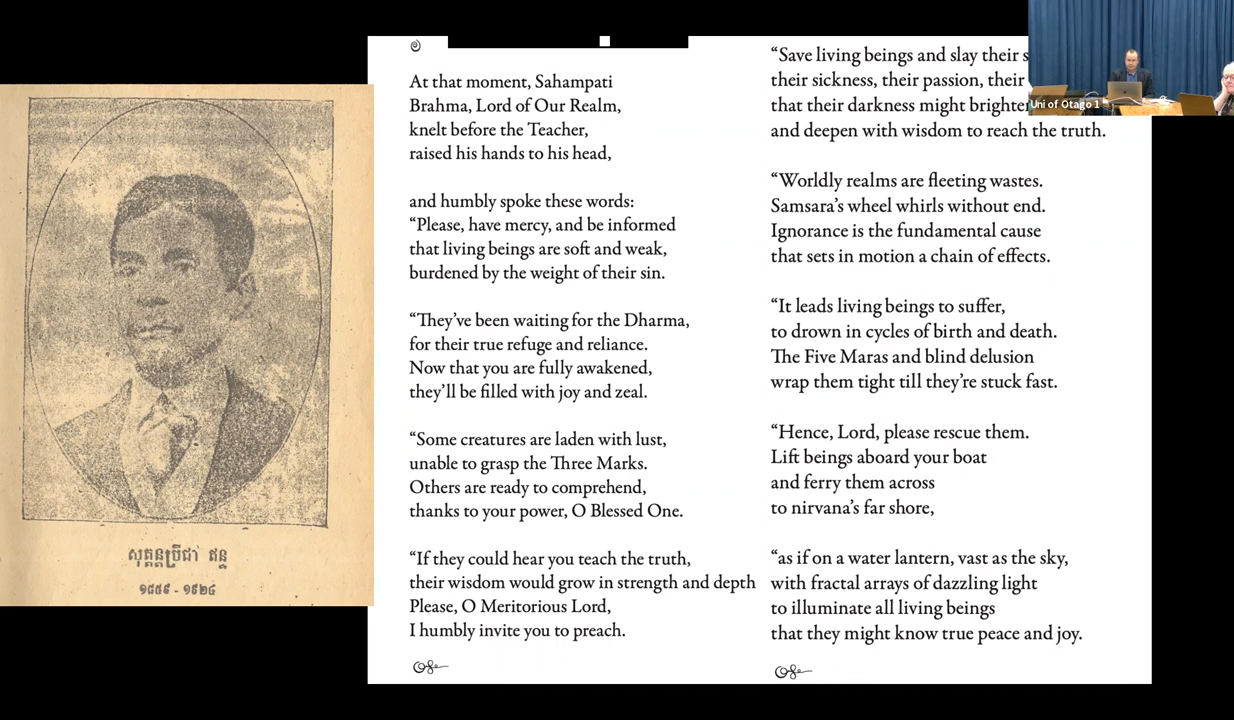 សុត្តន្តប្រីជា ឥន្ទ
១៨៥៩ - ១៩២៤
At that moment, Sahampati
Brahma, Lord of Our Realm,
knelt before the Teacher,
raised his hands to his head,
and humbly spoke these words:
“Please, have mercy, and be informed
that living beings are soft and weak,
burdened by the weight of their sin.
“They’ve been waiting for the Dharma,
for their true refuge and reliance.
Now that you are fully awakened,
they’ll be filled with joy and zeal.
“Some creatures are laden with lust,
unable to grasp the Three Marks.
Others are ready to comprehend,
thanks to your power, O Blessed One.
“If they could hear you teach the truth,
their wisdom would grow in strength and depth
Please, O Meritorious Lord,
I humbly invite you to preach.
“Save living beings and slay their
their sickness, their passion, their
that their darkness might brighten
and deepen with wisdom to reach the truth.
“Worldly realms are fleeting wastes.
Samsara’s wheel whirls without end.
Ignorance is the fundamental cause
that sets in motion a chain of effects.
“It leads living beings to suffer,
to drown in cycles of birth and death.
The Five Maras and blind delusion
wrap them tight till they’re stuck fast.
“Hence, Lord, please rescue them.
Lift beings aboard your boat
and ferry them across
to nirvana’s far shore,
“as if on a water lantern, vast as the sky,
with fractal arrays of dazzling light
to illuminate all living beings
that they might know true peace and joy.
Uni of Otago 1